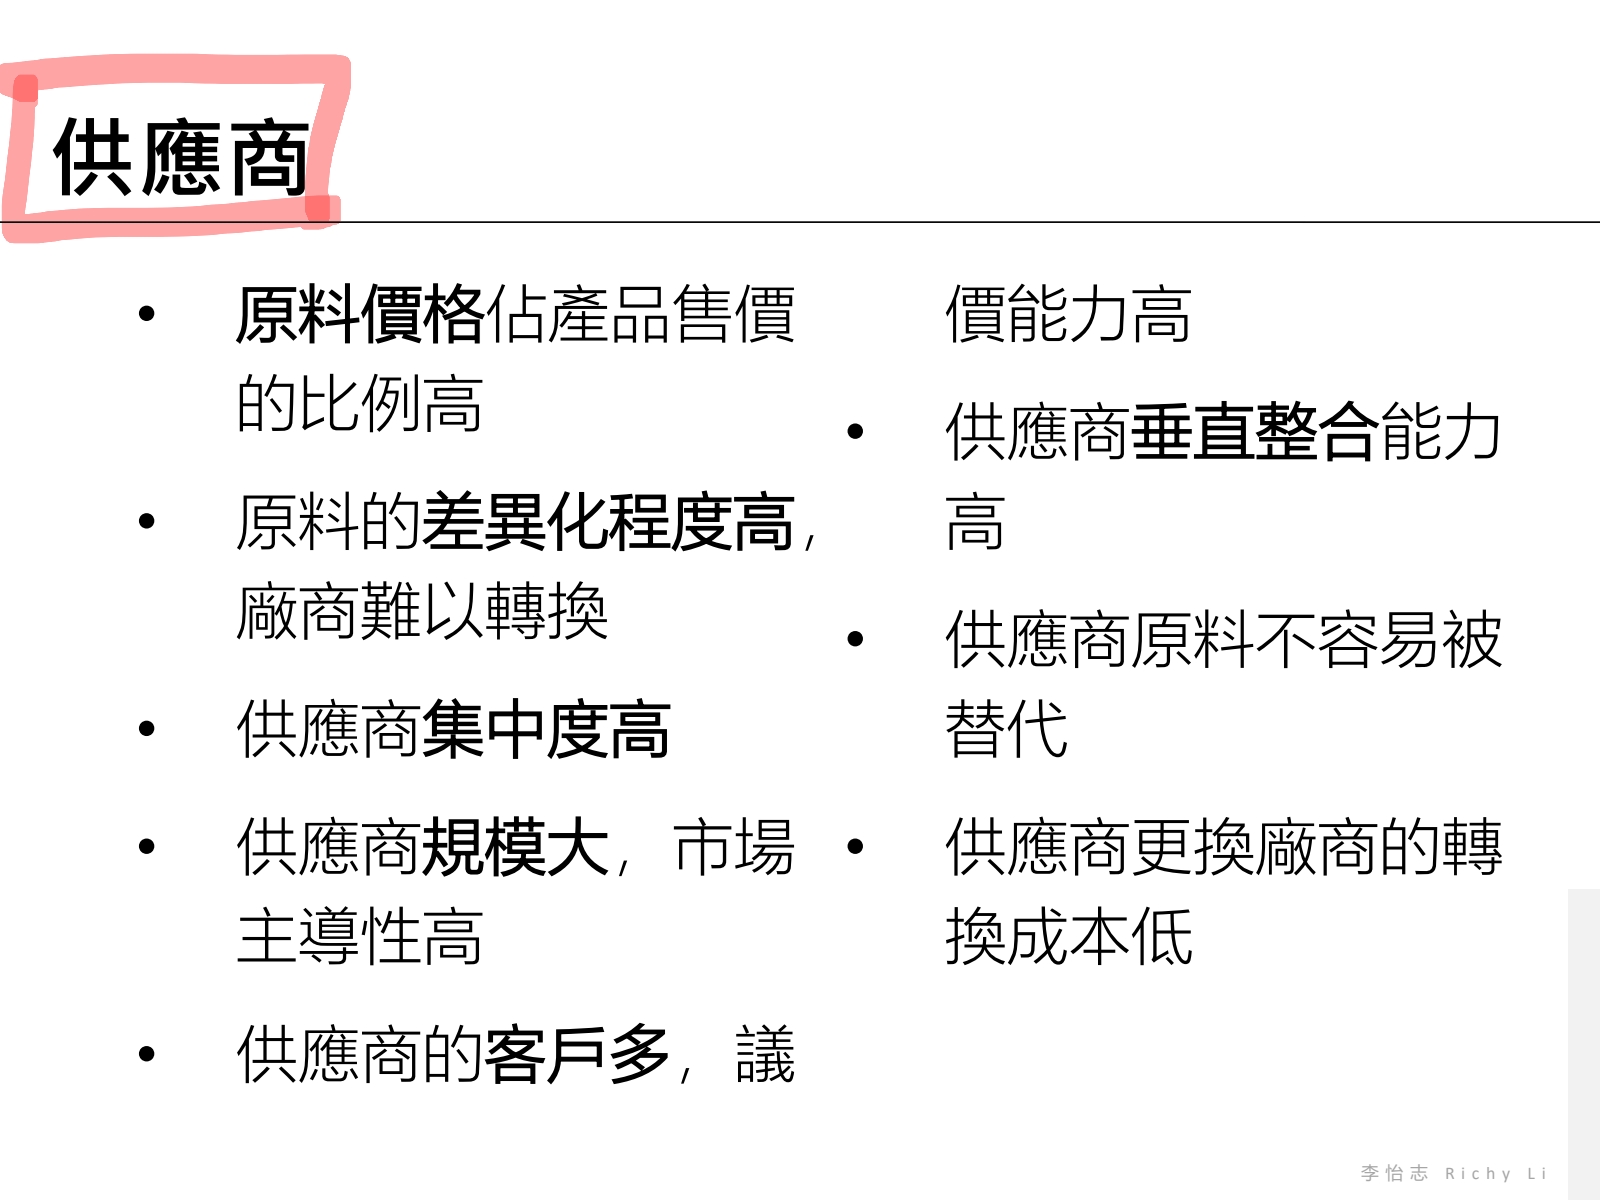 供應商
• 原料價格佔產品售價
的比例高
• 原料的差異化程度高，
廠商難以轉換
• 供應商集中度高
• 供應商規模大，市場
主導性高
• 供應商的客戶多，議
價能力高
• 供應商垂直整合能力
高
• 供應商原料不容易被
替代
• 供應商更換廠商的轉
換成本低
李怡志 Richy Li